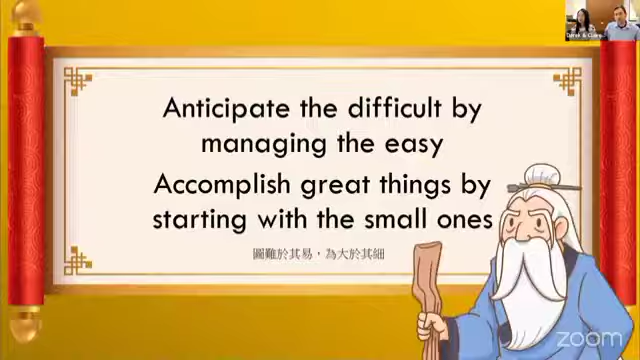 Anticipate the difficult by
managing the easy
Accomplish great things by
starting with the small ones
圖難於其易，為大於其細
zoom